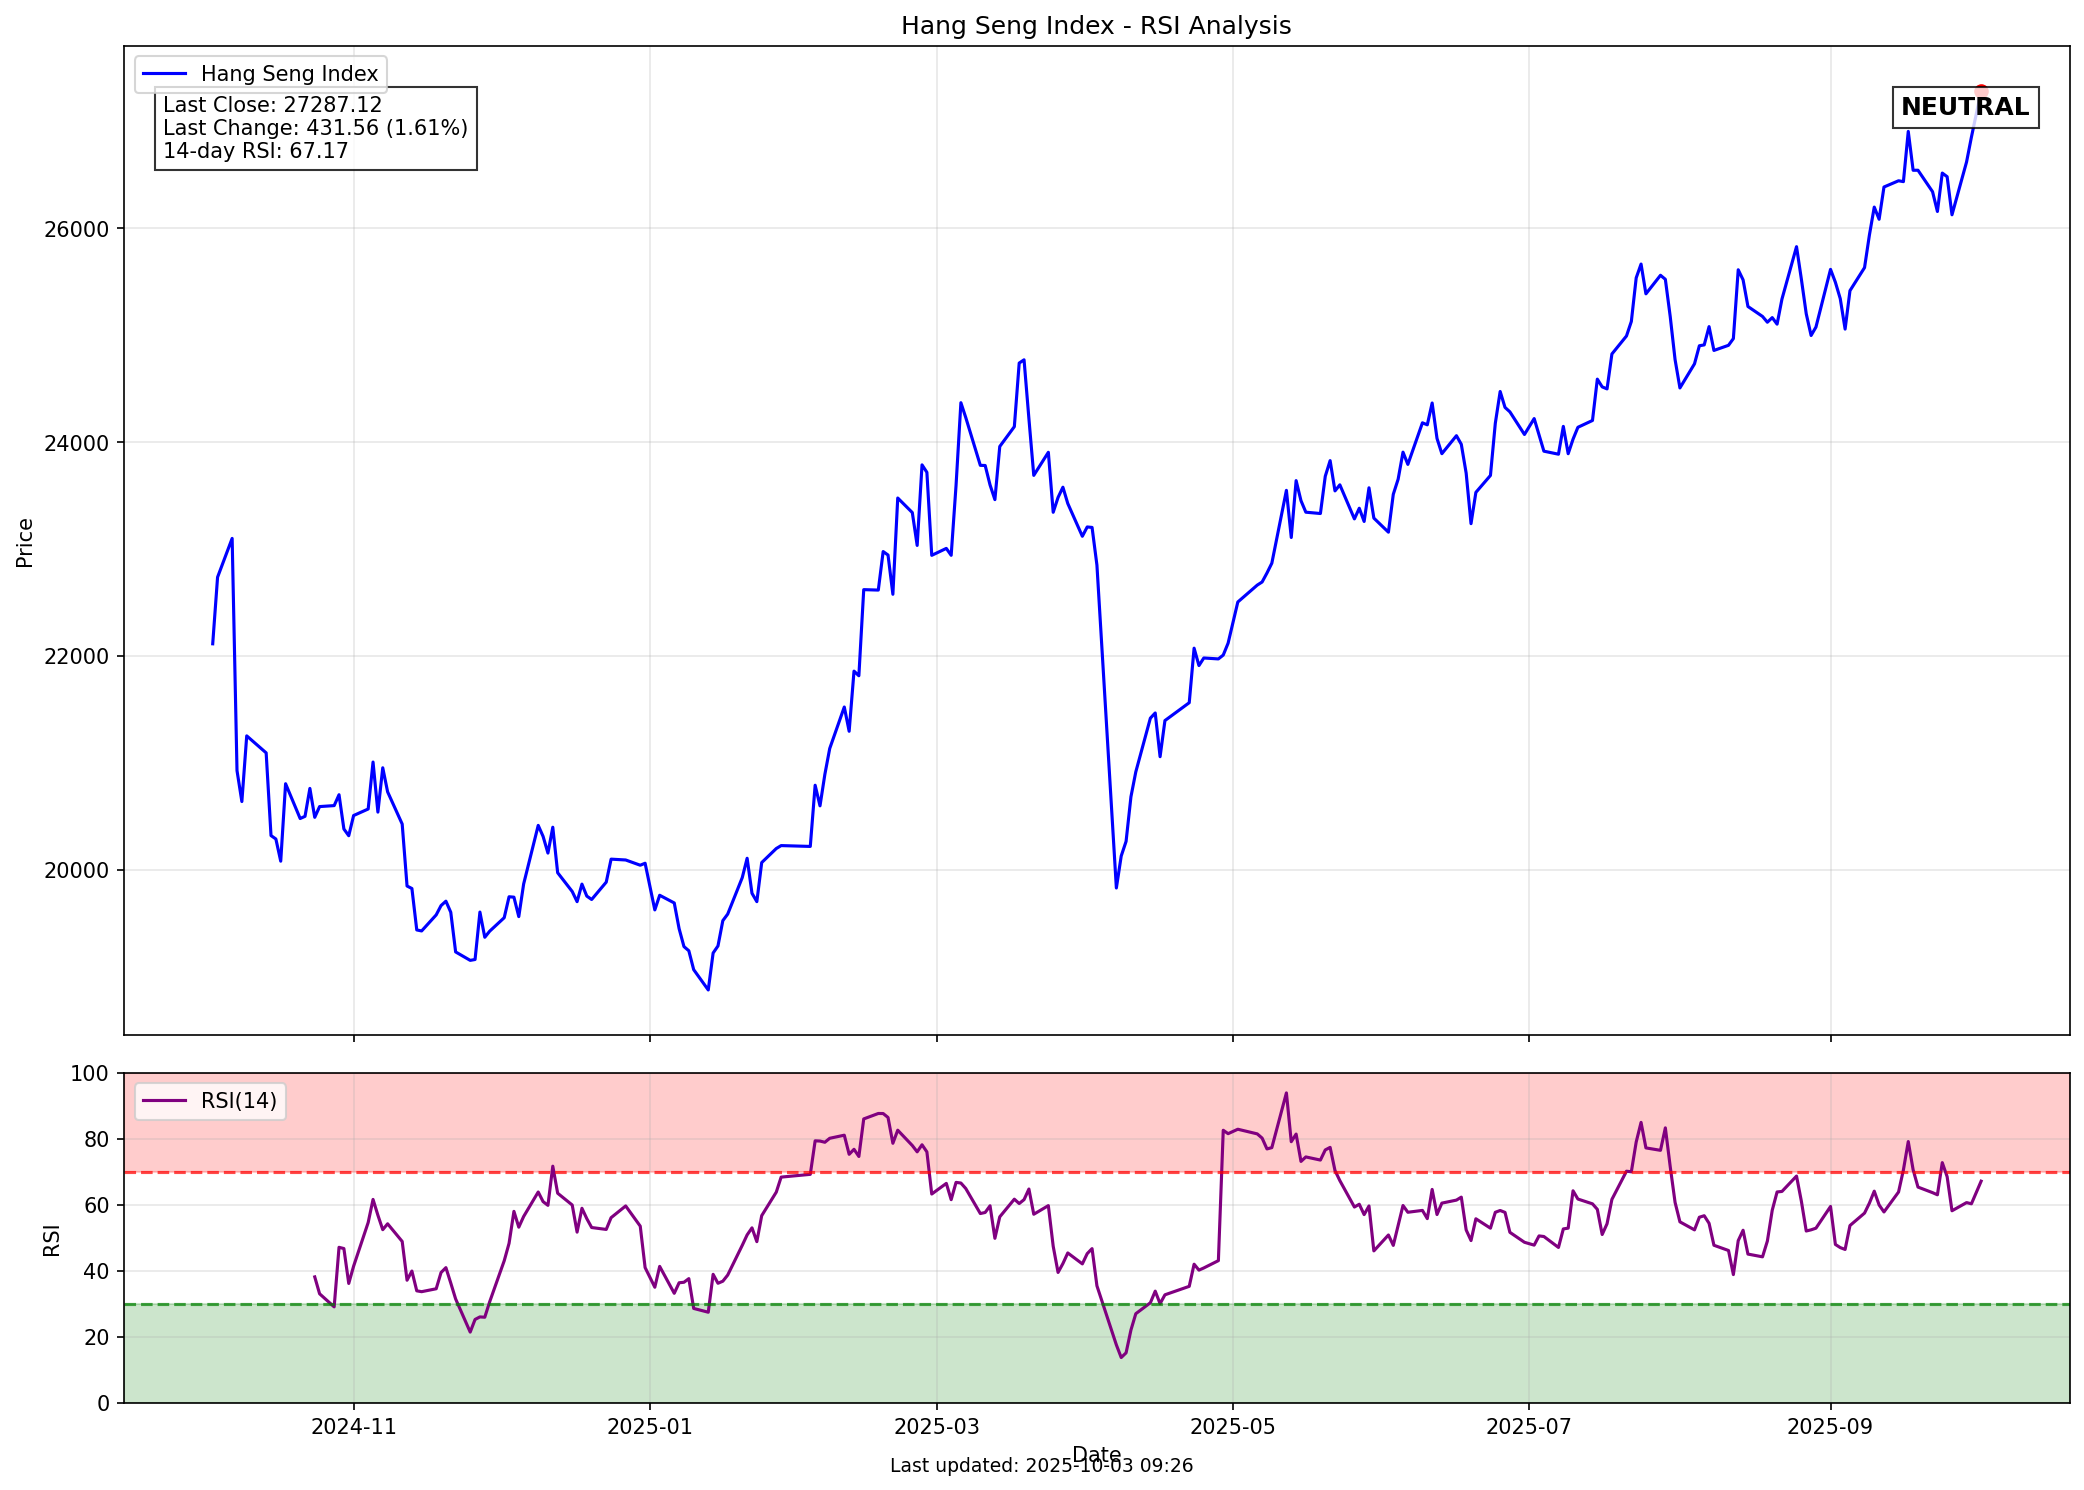 Hang Seng Index - RSI Analysis
Hang Seng Index
Last Close: 27287.12
Last Change: 431.56 (1.61%)
14-day RSI: 67.17
NEUTRAL
Price
26000
24000
22000
20000
RSI(14)
RSI
100
80
60
40
20
0
2024-11
2025-01
2025-03
2025-05
2025-07
2025-09
Date
Last updated: 2025-10-03 09:26